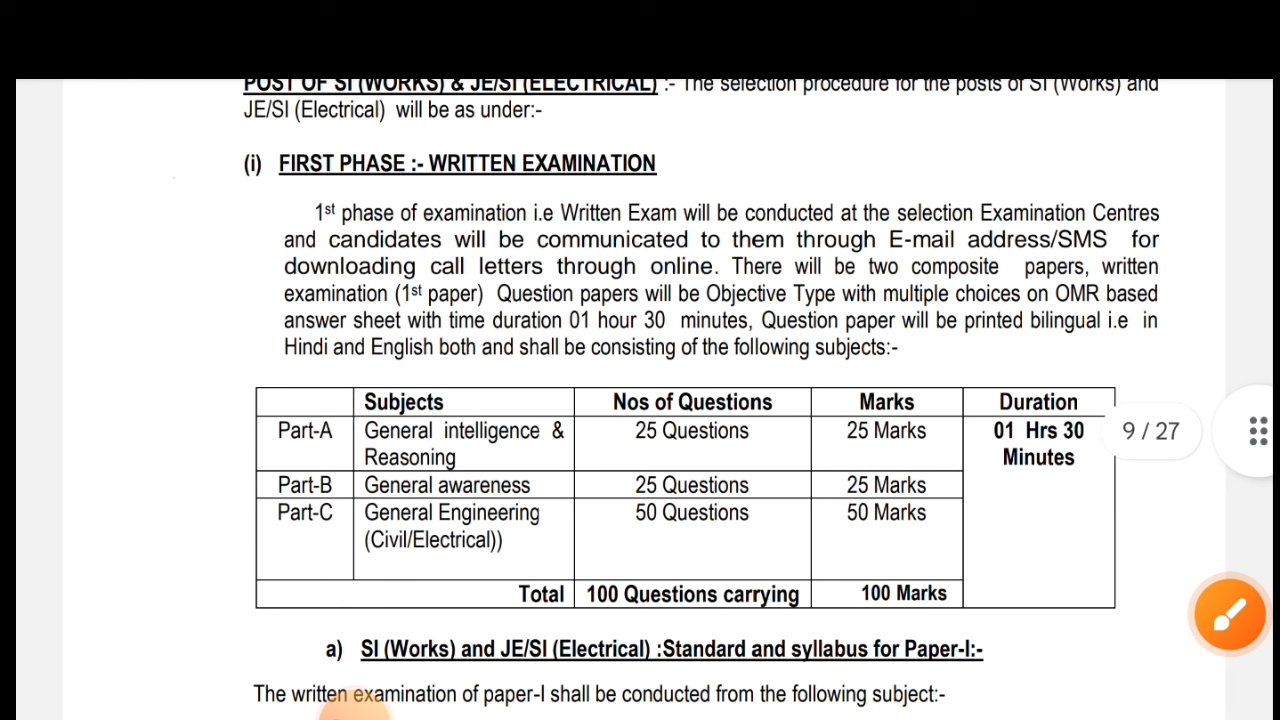 POST OF SI (WORKS) & JE/SI (ELECTRICAL) :- The selection procedure for the posts of SI (Works) and
JE/SI (Electrical) will be as under:-
(i) FIRST PHASE :- WRITTEN EXAMINATION
1st phase of examination i.e Written Exam will be conducted at the selection Examination Centres
and candidates will be communicated to them through E-mail address/SMS for
downloading call letters through online. There will be two composite papers, written
examination (1st paper) Question papers will be Objective Type with multiple choices on OMR based
answer sheet with time duration 01 hour 30 minutes, Question paper will be printed bilingual i.e in
Hindi and English both and shall be consisting of the following subjects:-
Subjects Nos of Questions Marks Duration
Part-A General intelligence & 25 Questions 25 Marks 01 Hrs 30
Reasoning Minutes
Part-B General awareness 25 Questions 25 Marks
Part-C General Engineering 50 Questions 50 Marks
(Civil/Electrical))
Total 100 Questions carrying 100 Marks
9 / 27
a) SI (Works) and JE/SI (Electrical) :Standard and syllabus for Paper-I:-
The written examination of paper-I shall be conducted from the following subject:-